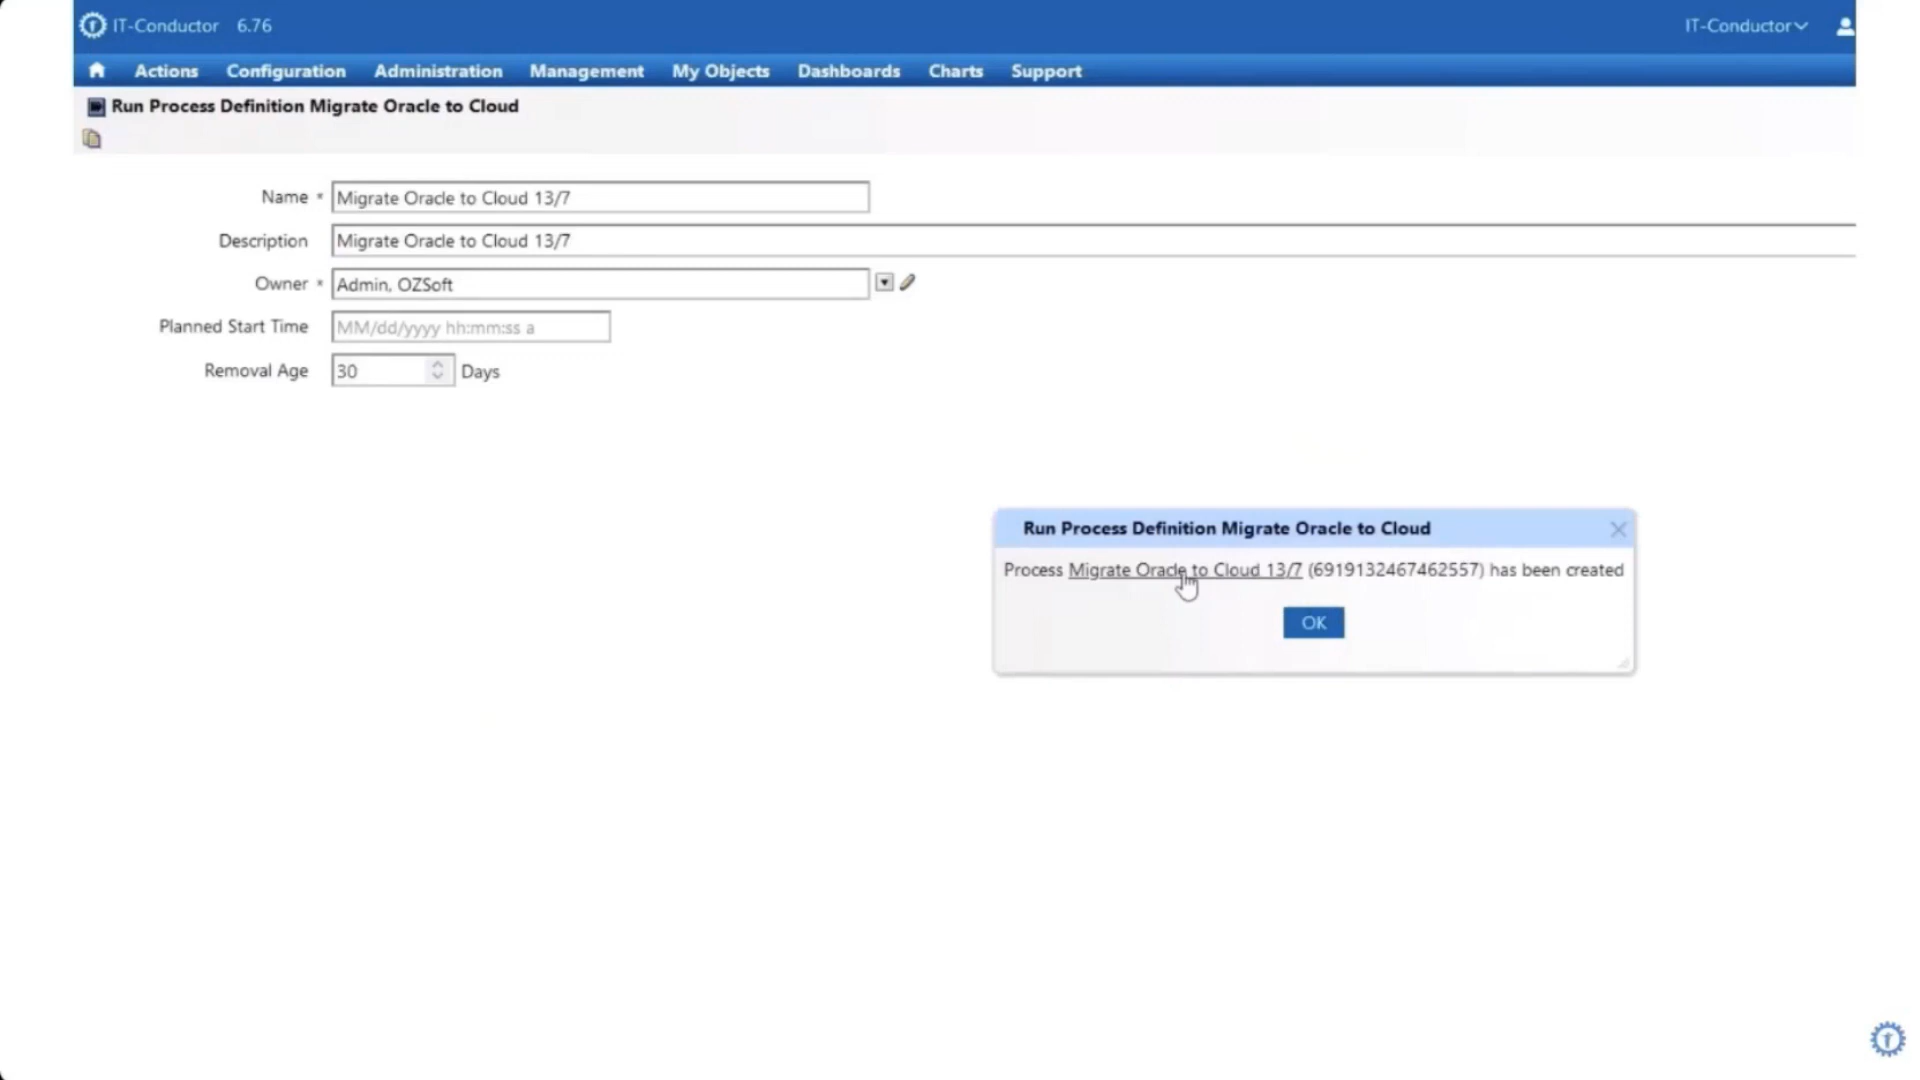 IT-Conductor 6.76 IT-Conductor
Actions Configuration Administration Management My Objects Dashboards Charts Support
Run Process Definition Migrate Oracle to Cloud
Name * Migrate Oracle to Cloud 13/7
Description Migrate Oracle to Cloud 13/7
Owner * Admin, OZSoft
Planned Start Time MM/dd/yyyy hh:mm:ss a
Removal Age 30 Days
Run Process Definition Migrate Oracle to Cloud
Process Migrate Oracle to Cloud 13/7 (6919132467462557) has been created
OK